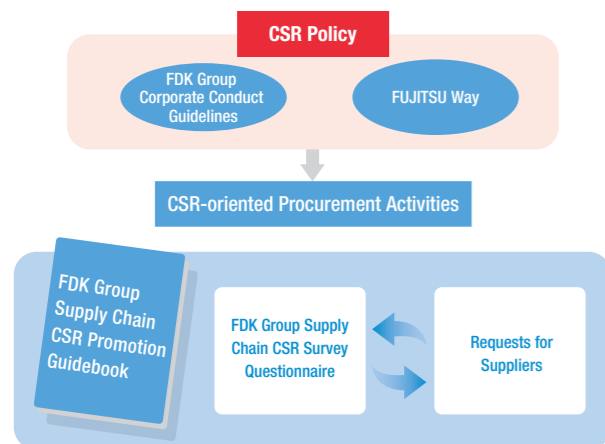 CSR Policy
FDK Group
Corporate Conduct
Guidelines
FUJITSU Way
CSR-oriented Procurement Activities
FDK Group
Supply Chain
CSR Promotion
Guidebook
FDK Group Supply
Chain CSR Survey
Questionnaire
Requests for
Suppliers